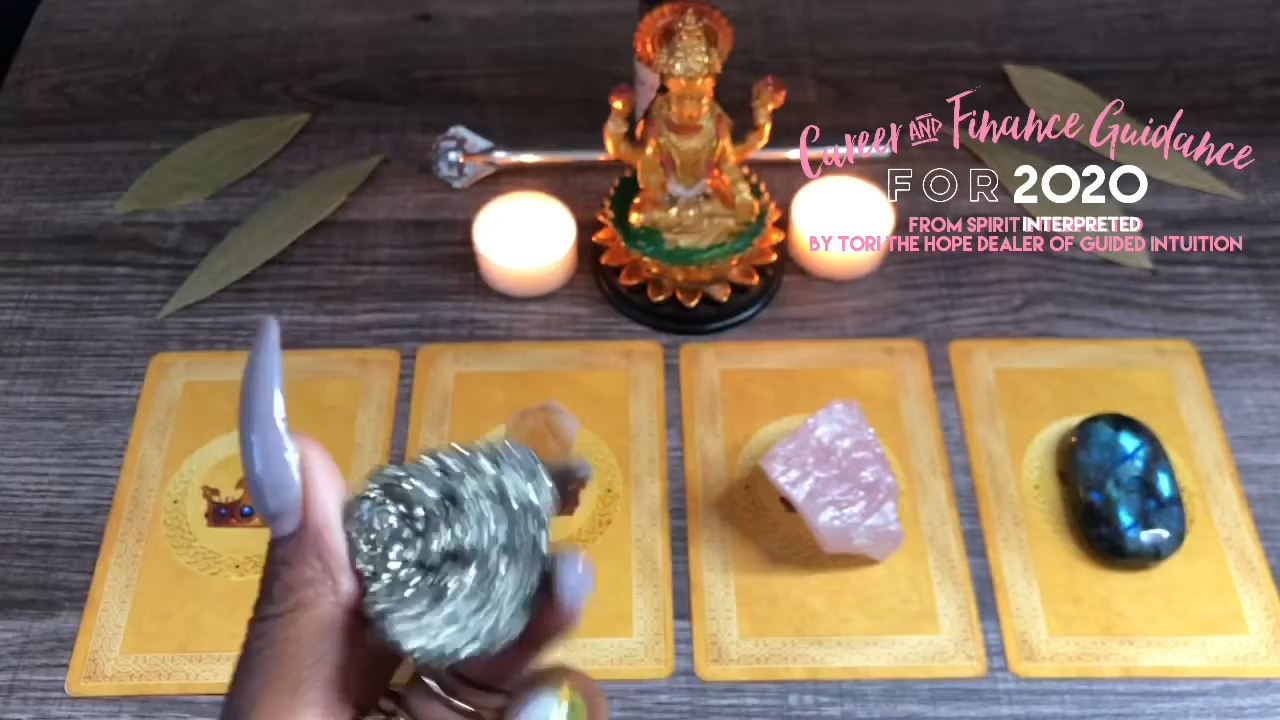 Career AND Finance Guidance
FOR 2020
FROM SPIRIT INTERPRETED
BY TORI THE HOPE DEALER OF GUIDED INTUITION